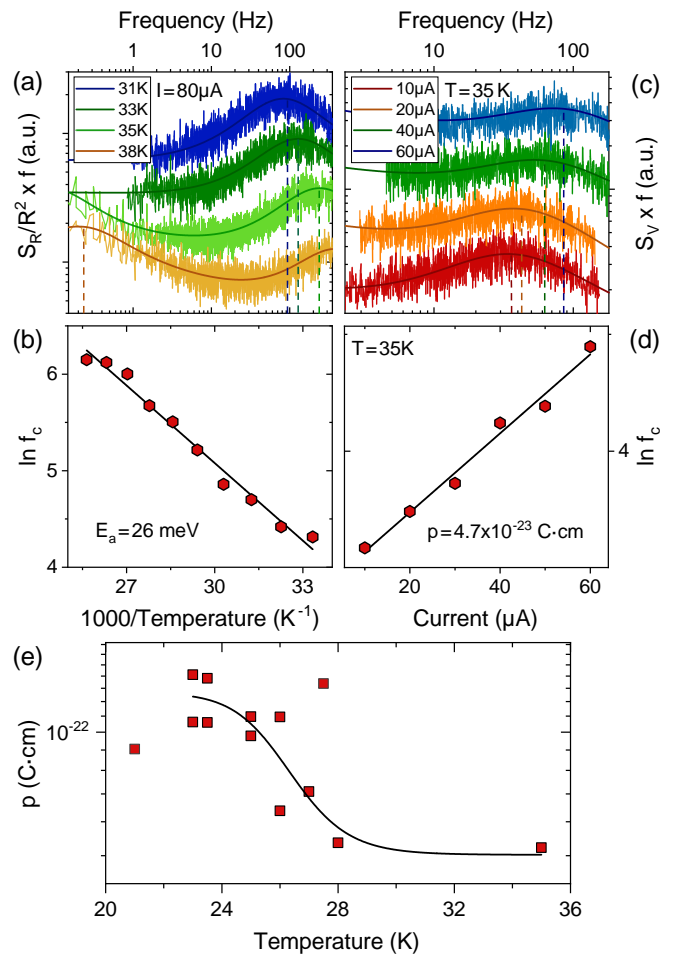 Frequency (Hz) Frequency (Hz)
1 10 100 10 100
(a) 31K 33K 35K 38K I=80μA
10μA 20μA 40μA 60μA T=35K (c)
S_R/R² x f (a.u.)
S_V x f (a.u.)
(b)
6
5
4
ln f_c
E_a=26 meV
27 30 33
1000/Temperature (K⁻¹)
T=35K (d)
4
ln f_c
p=4.7x10⁻²³ C·cm
20 40 60
Current (μA)
(e)
10⁻²²
p (C·cm)
20 24 28 32 36
Temperature (K)